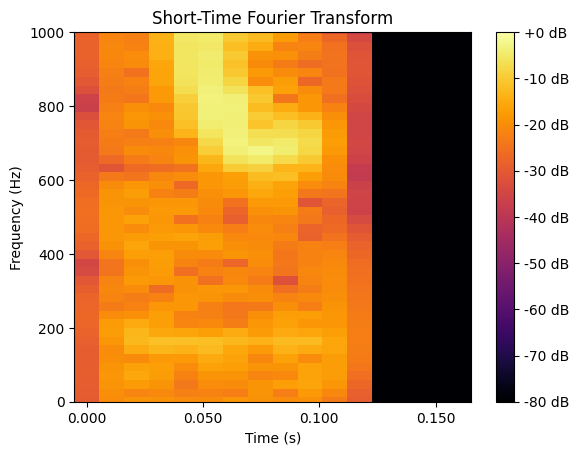 Short-Time Fourier Transform
1000
800
600
400
200
0
Frequency (Hz)
0.000
0.050
0.100
0.150
Time (s)
+0 dB
-10 dB
-20 dB
-30 dB
-40 dB
-50 dB
-60 dB
-70 dB
-80 dB